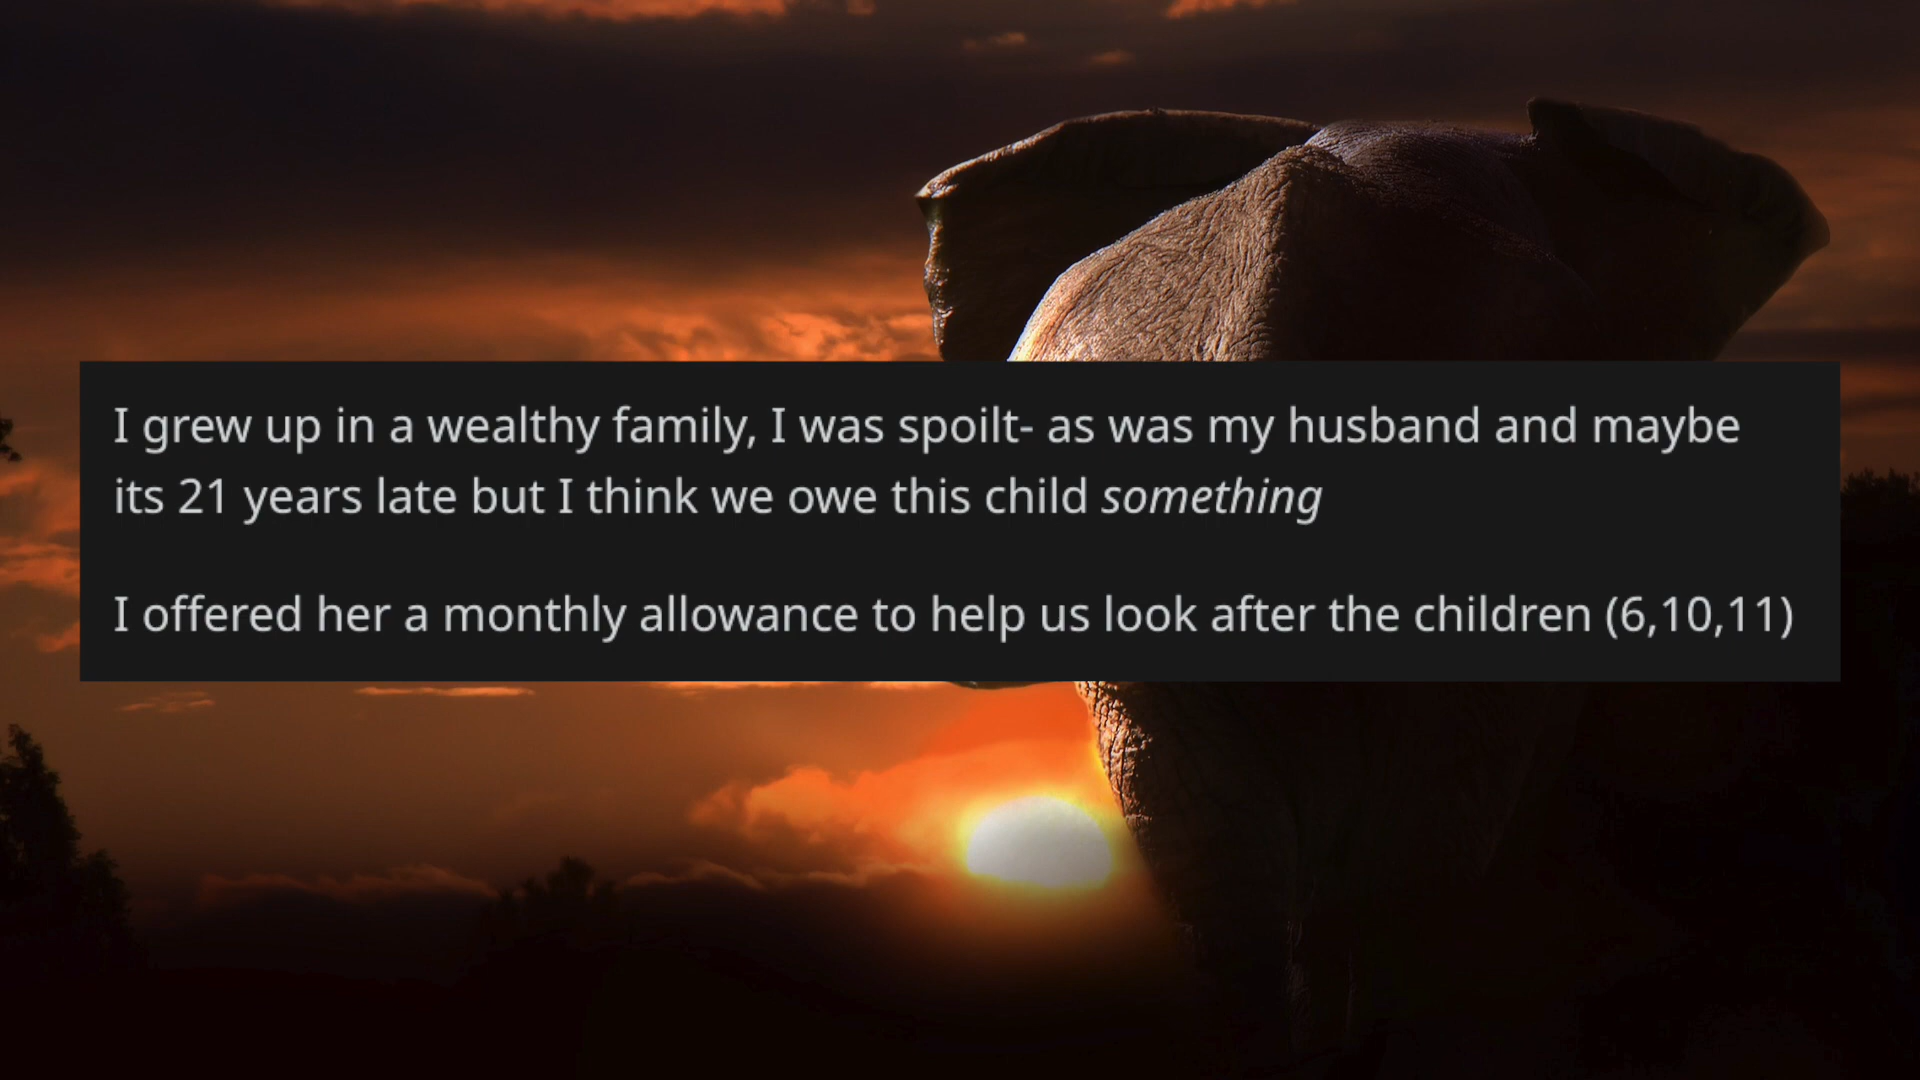 I grew up in a wealthy family, I was spoilt- as was my husband and maybe
its 21 years late but I think we owe this child something
I offered her a monthly allowance to help us look after the children (6,10,11)